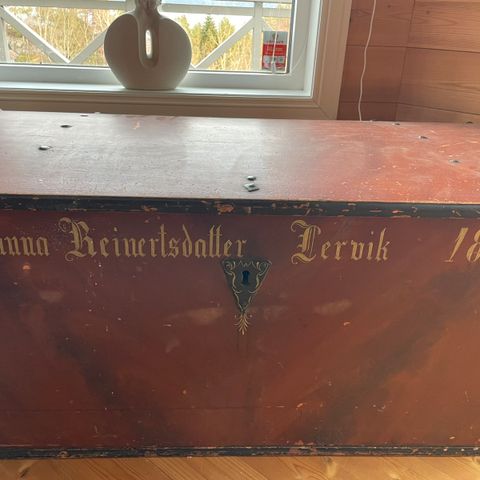 anna Reinertsdatter Lervik 18